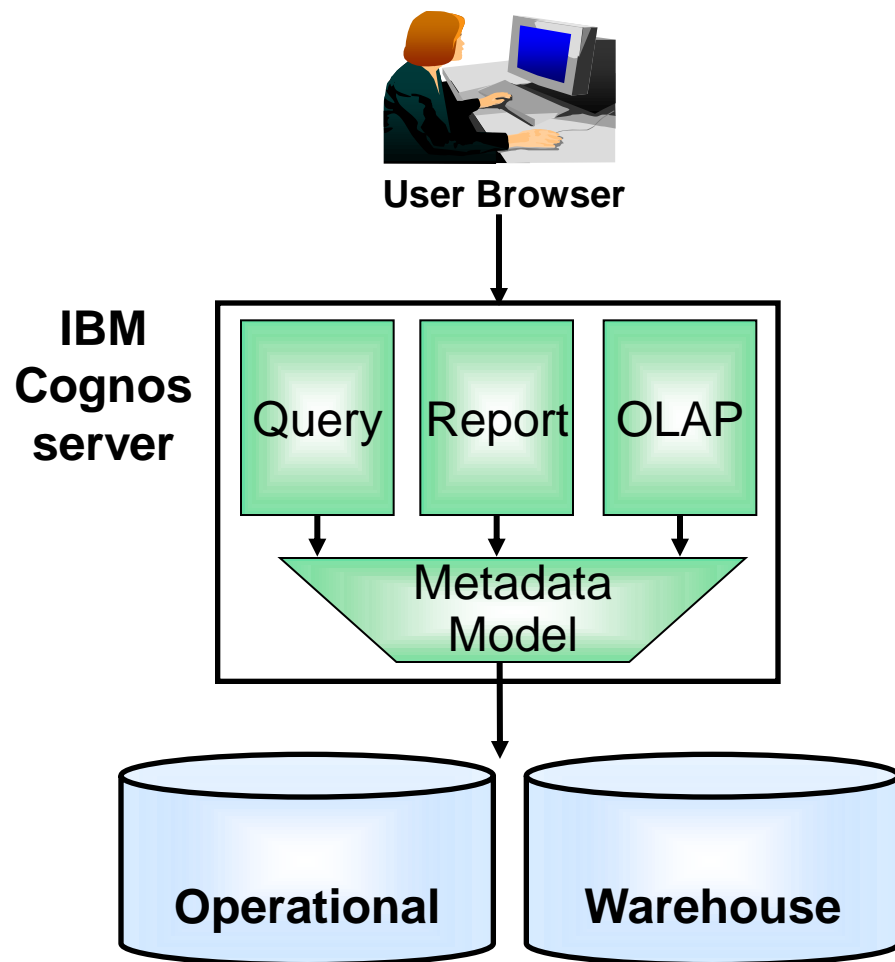 User Browser
IBM
Cognos
server
Query
Report
OLAP
Metadata
Model
Operational
Warehouse